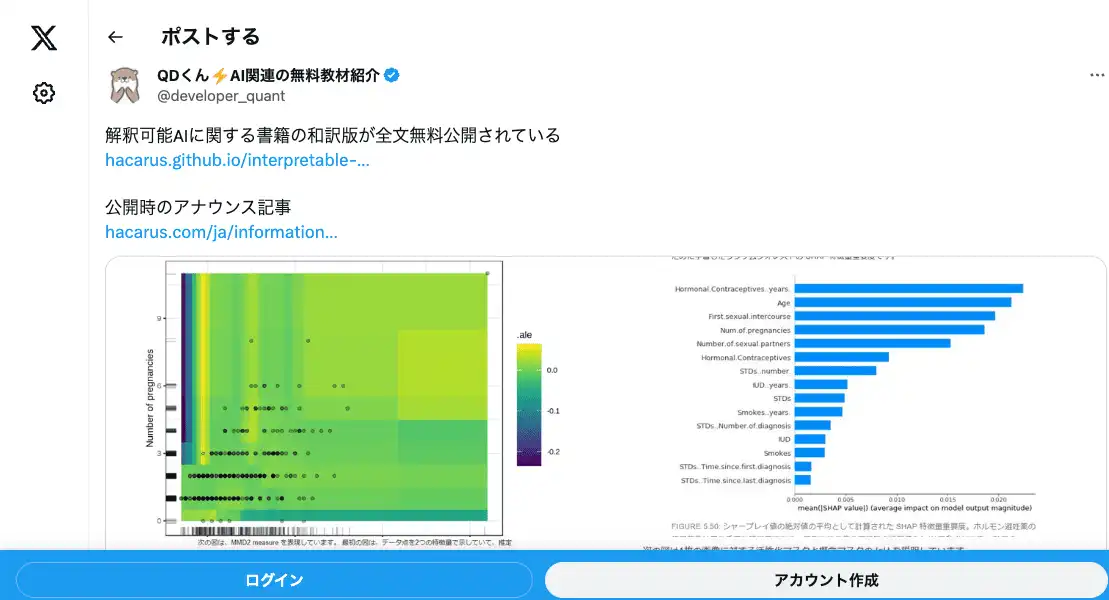 ポストする
QDくん⚡AI関連の無料教材紹介
@developer_quant
解釈可能AIに関する書籍の和訳版が全文無料公開されている
hacarus.github.io/interpretable-...
公開時のアナウンス記事
hacarus.com/ja/information...
Number of pregnancies
9
6
3
0
.ale
0.0
-0.1
-0.2
次の図は、MMD2 measure を表現しています。 最初の図は、データ点を2つの特徴量で示していて、推定
Hormonal.Contraceptives..years.
Age
First.sexual.intercourse
Num.of.pregnancies
Number.of.sexual.partners
Hormonal.Contraceptives
STDs..number.
IUD..years.
STDs
Smokes..years.
STDs..Number.of.diagnosis
IUD
Smokes
STDs..Time.since.first.diagnosis
STDs..Time.since.last.diagnosis
0.000 0.005 0.010 0.015 0.020
mean(|SHAP value|) (average impact on model output magnitude)
FIGURE 5.50: シャープレイ値の絶対値の平均として計算された SHAP 特徴量重要度。ホルモン避妊薬の
ログイン
アカウント作成